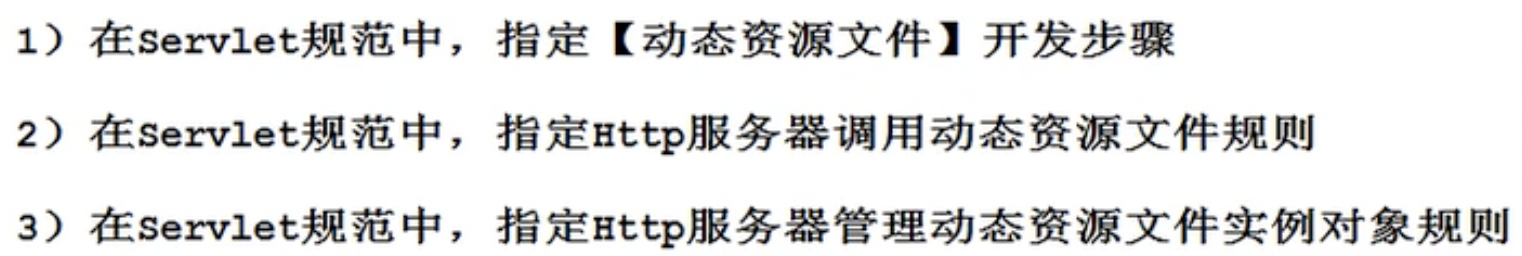 1）在Servlet规范中，指定【动态资源文件】开发步骤
2）在Servlet规范中，指定Http服务器调用动态资源文件规则
3）在Servlet规范中，指定Http服务器管理动态资源文件实例对象规则